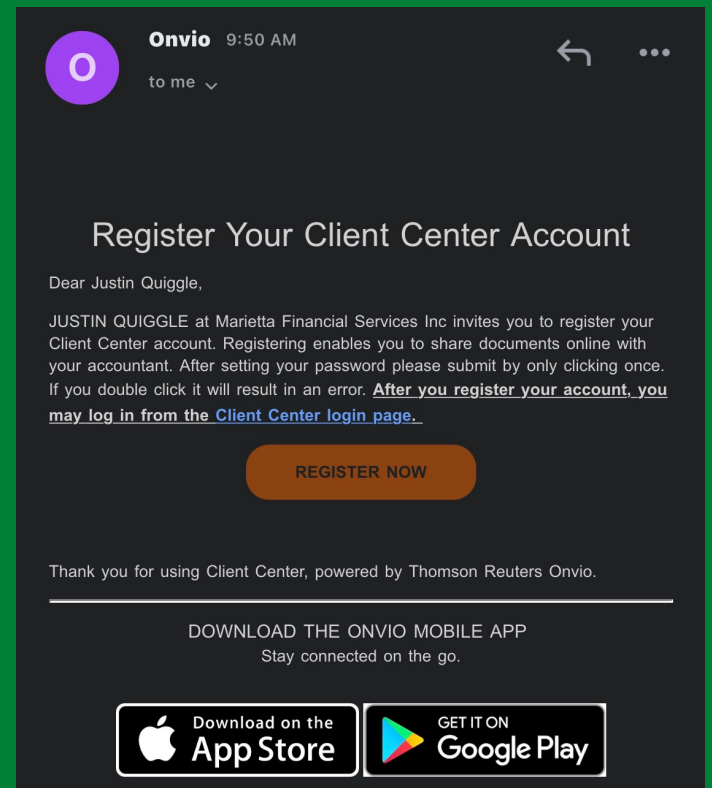 Onvio 9:50 AM
O
to me
Register Your Client Center Account
Dear Justin Quiggle,
JUSTIN QUIGGLE at Marietta Financial Services Inc invites you to register your
Client Center account. Registering enables you to share documents online with
your accountant. After setting your password please submit by only clicking once.
If you double click it will result in an error. After you register your account, you
may log in from the Client Center login page.
REGISTER NOW
Thank you for using Client Center, powered by Thomson Reuters Onvio.
DOWNLOAD THE ONVIO MOBILE APP
Stay connected on the go.
Download on the
App Store
GET IT ON
Google Play